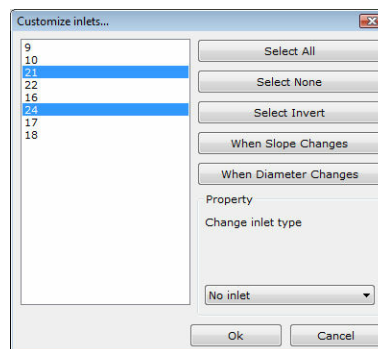 Customize inlets...
9
10
21
22
16
24
17
18
Select All
Select None
Select Invert
When Slope Changes
When Diameter Changes
Property
Change inlet type
No inlet
Ok
Cancel